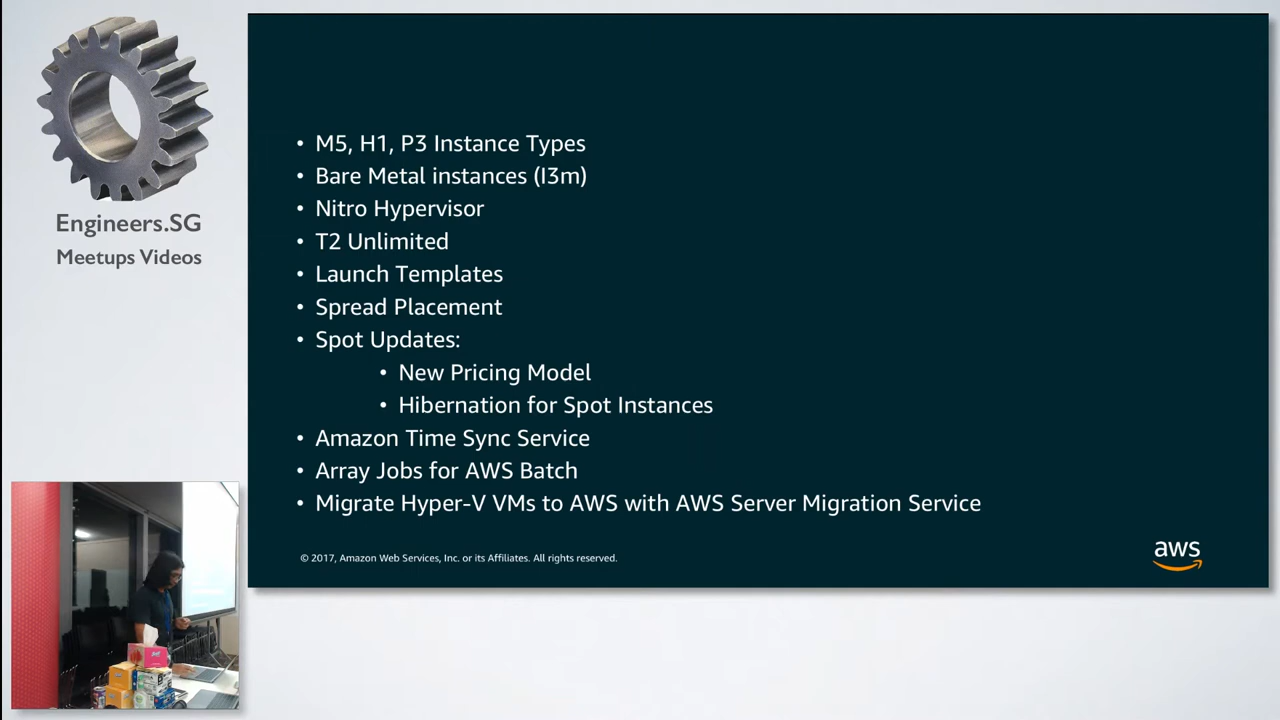 Engineers.SG
Meetups Videos
• M5, H1, P3 Instance Types
• Bare Metal instances (I3m)
• Nitro Hypervisor
• T2 Unlimited
• Launch Templates
• Spread Placement
• Spot Updates:
• New Pricing Model
• Hibernation for Spot Instances
• Amazon Time Sync Service
• Array Jobs for AWS Batch
• Migrate Hyper-V VMs to AWS with AWS Server Migration Service
© 2017, Amazon Web Services, Inc. or its Affiliates. All rights reserved.
aws